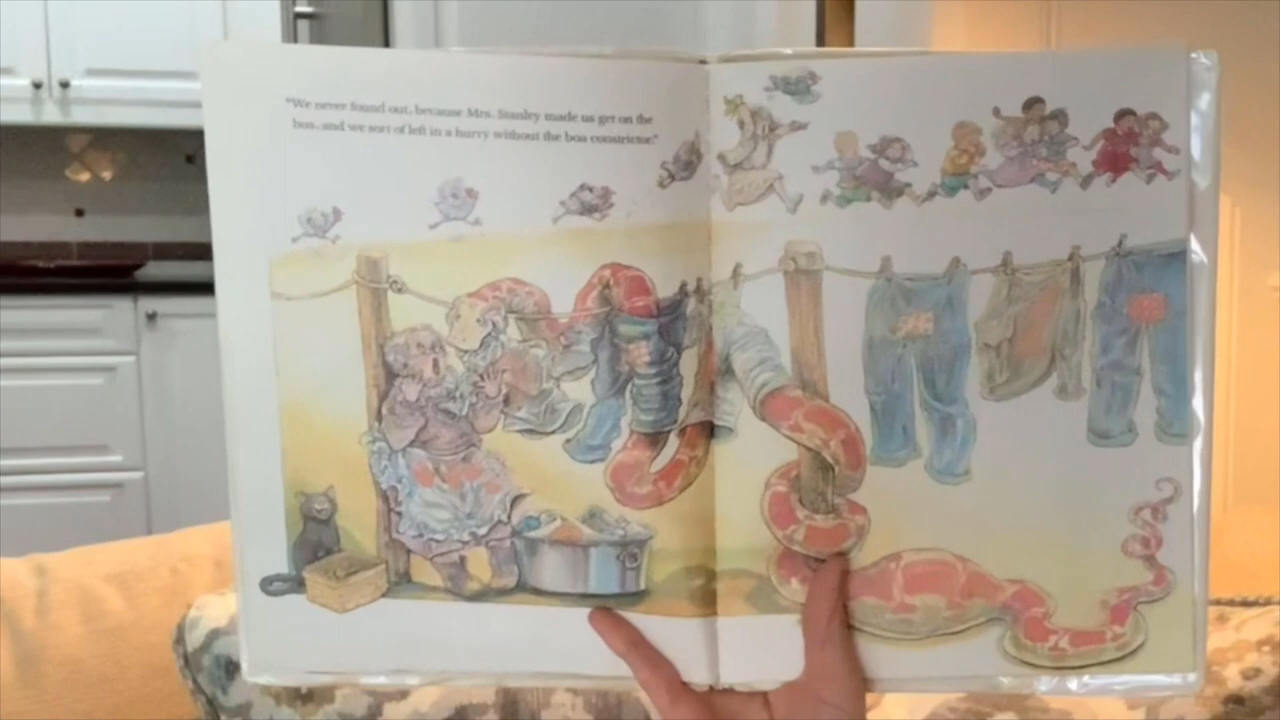 "We never found out, because Mrs. Stanley made us get on the
bus, and we sort of left in a hurry without the boa constrictor."